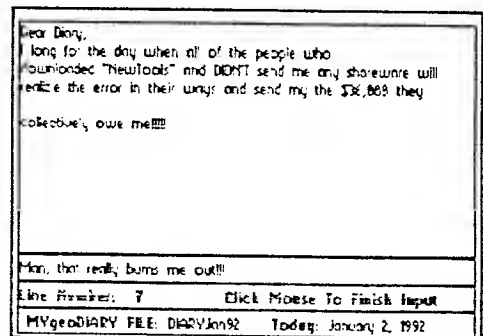 Dear Diary,
I long for the day when all of the people who
downloaded "NewTools" and DIDN'T send me any shareware will
realize the error in their ways and send my the they
collectively owe me!!!!!
Man, that really bums me out!!!
Line Number: 7 Click Mouse To Finish Input
MYgeoDIARY FILE: DIARYJan92 Today: January 2, 1992